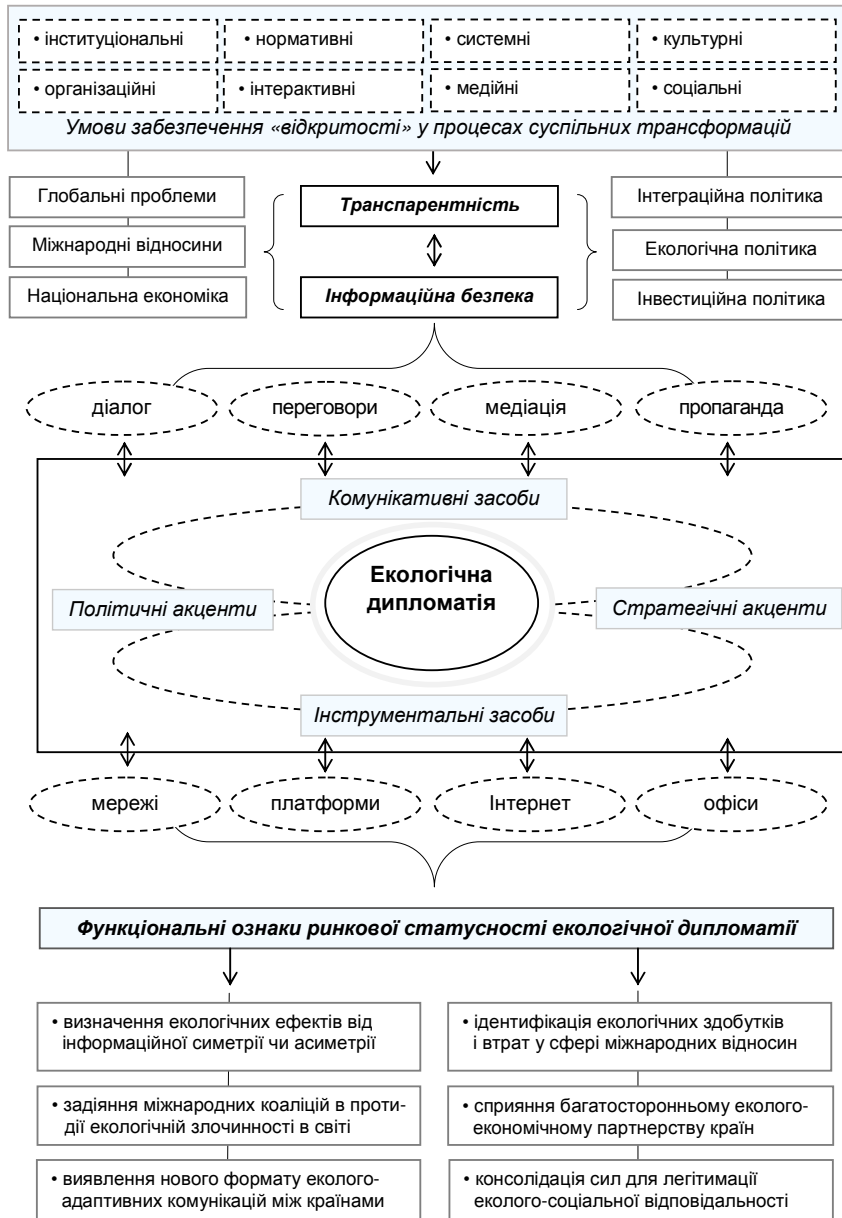 • інституціональні
• нормативні
• системні
• культурні
• організаційні
• інтерактивні
• медійні
• соціальні
Умови забезпечення «відкритості» у процесах суспільних трансформацій
Глобальні проблеми
Міжнародні відносини
Національна економіка
Транспарентність
Інформаційна безпека
Інтеграційна політика
Екологічна політика
Інвестиційна політика
діалог
переговори
медіація
пропаганда
Комунікативні засоби
Екологічна
дипломатія
Політичні акценти
Стратегічні акценти
Інструментальні засоби
мережі
платформи
Інтернет
офіси
Функціональні ознаки ринкової статусності екологічної дипломатії
• визначення екологічних ефектів від
інформаційної симетрії чи асиметрії
• задіяння міжнародних коаліцій в проти-
дії екологічній злочинності в світі
• виявлення нового формату еколого-
адаптивних комунікацій між країнами
• ідентифікація екологічних здобутків
і втрат у сфері міжнародних відносин
• сприяння багатосторонньому еколого-
економічному партнерству країн
• консолідація сил для легітимації
еколого-соціальної відповідальності